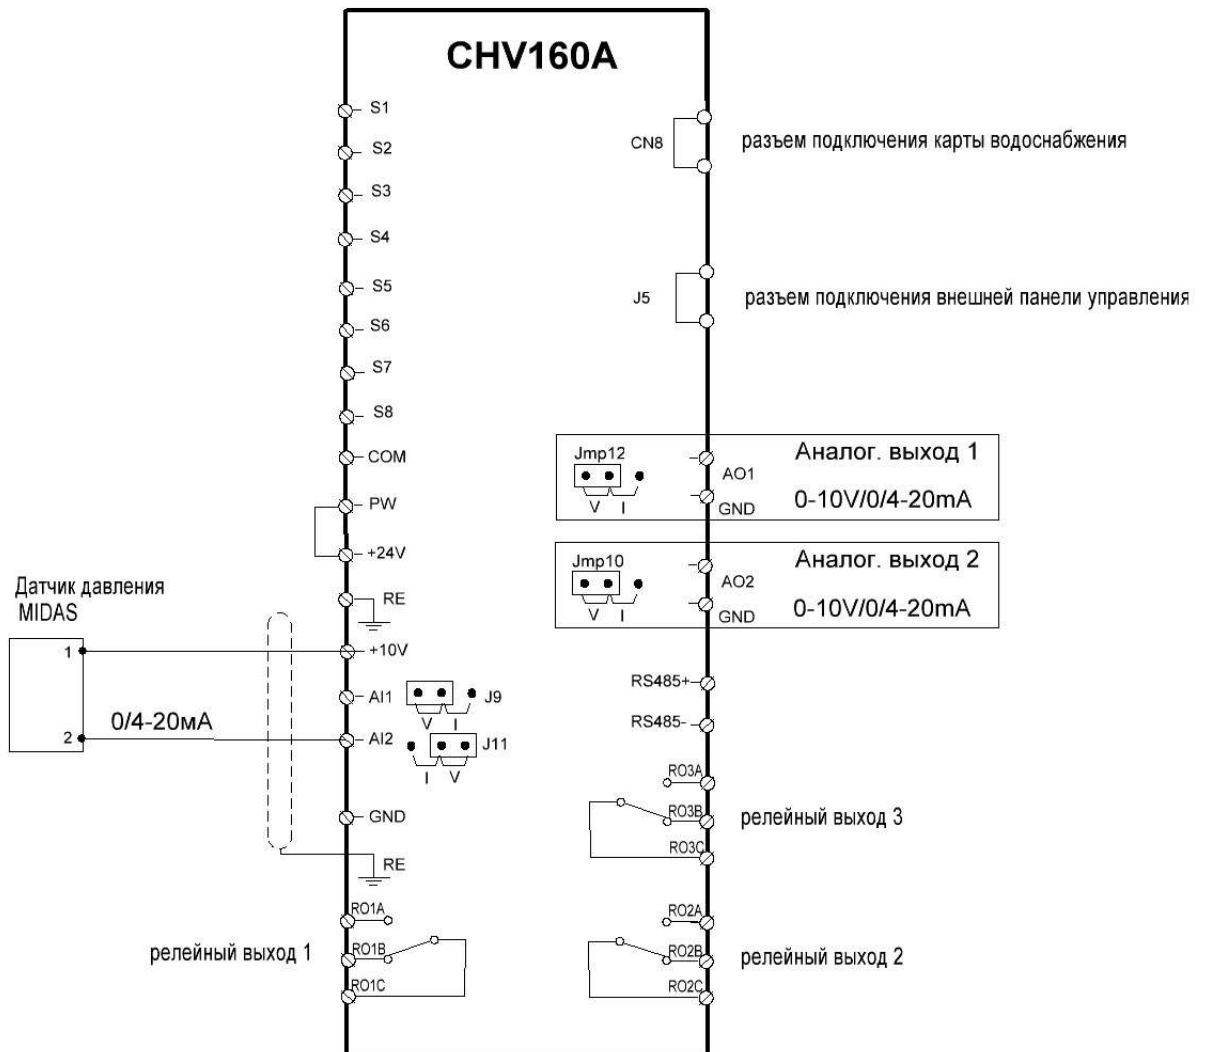 CHV160A
S1
S2
S3
S4
S5
S6
S7
S8
COM
PW
+24V
RE
Датчик давления
MIDAS
1
+10V
AI1
J9
V I
0/4-20мА
2
AI2
J11
I V
GND
RE
RO1A
релейный выход 1
RO1B
RO1C
CN8
разъем подключения карты водоснабжения
J5
разъем подключения внешней панели управления
Jmp12
V I
AO1
GND
Аналог. выход 1
0-10V/0/4-20mA
Jmp10
V I
AO2
GND
Аналог. выход 2
0-10V/0/4-20mA
RS485+
RS485-
RO3A
RO3B
релейный выход 3
RO3C
RO2A
RO2B
релейный выход 2
RO2C